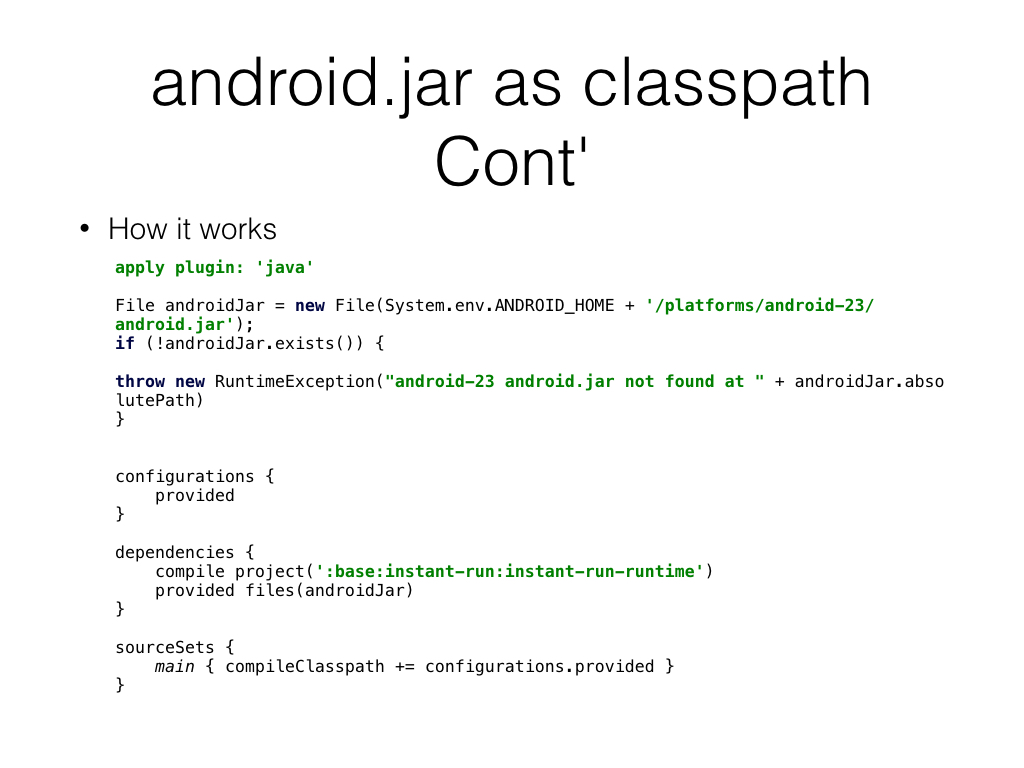 android.jar as classpath
Cont'
• How it works
apply plugin: 'java'
File androidJar = new File(System.env.ANDROID_HOME + '/platforms/android-23/
android.jar');
if (!androidJar.exists()) {
throw new RuntimeException("android-23 android.jar not found at " + androidJar.abso
lutePath)
}
configurations {
    provided
}
dependencies {
    compile project(':base:instant-run:instant-run-runtime')
    provided files(androidJar)
}
sourceSets {
    main { compileClasspath += configurations.provided }
}